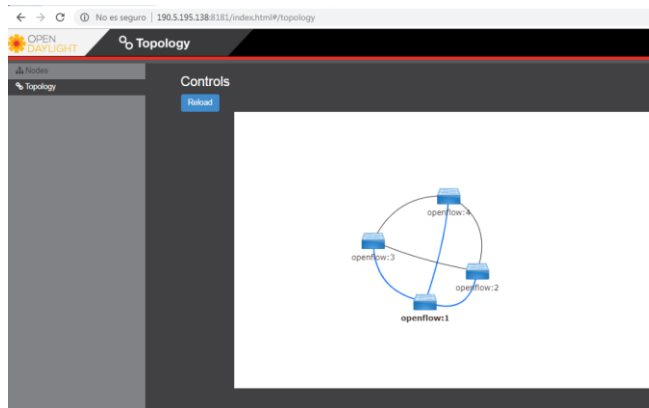 No es seguro | 190.5.195.138:8181/index.html#/topology
OPEN
DAYLIGHT
Topology
Nodes
Topology
Controls
Reload
openflow:4
openflow:3
openflow:2
openflow:1